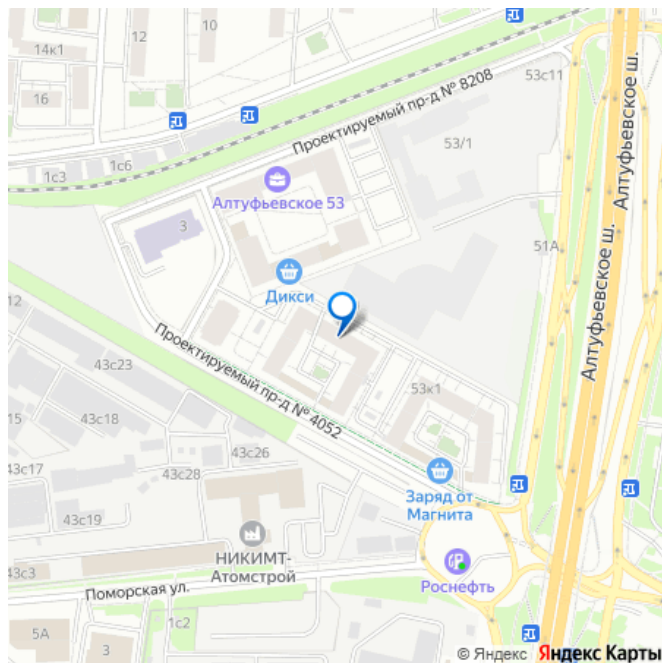 14к1
12
10
16
1с3
1с6
Проектируемый пр-д № 8208
53с11
53/1
Алтуфьевское ш.
Алтуфьевское 53
3
51А
Алтуфьевское ш.
Дикси
Проектируемый пр-д № 4052
12
43с23
15
43с18
43с17
43с26
43с28
43с19
53к1
Заряд от
Магнита
НИКИМТ-
Атомстрой
43с3
Поморская ул.
Роснефть
5А
3
1с2
© Яндекс Яндекс Карты